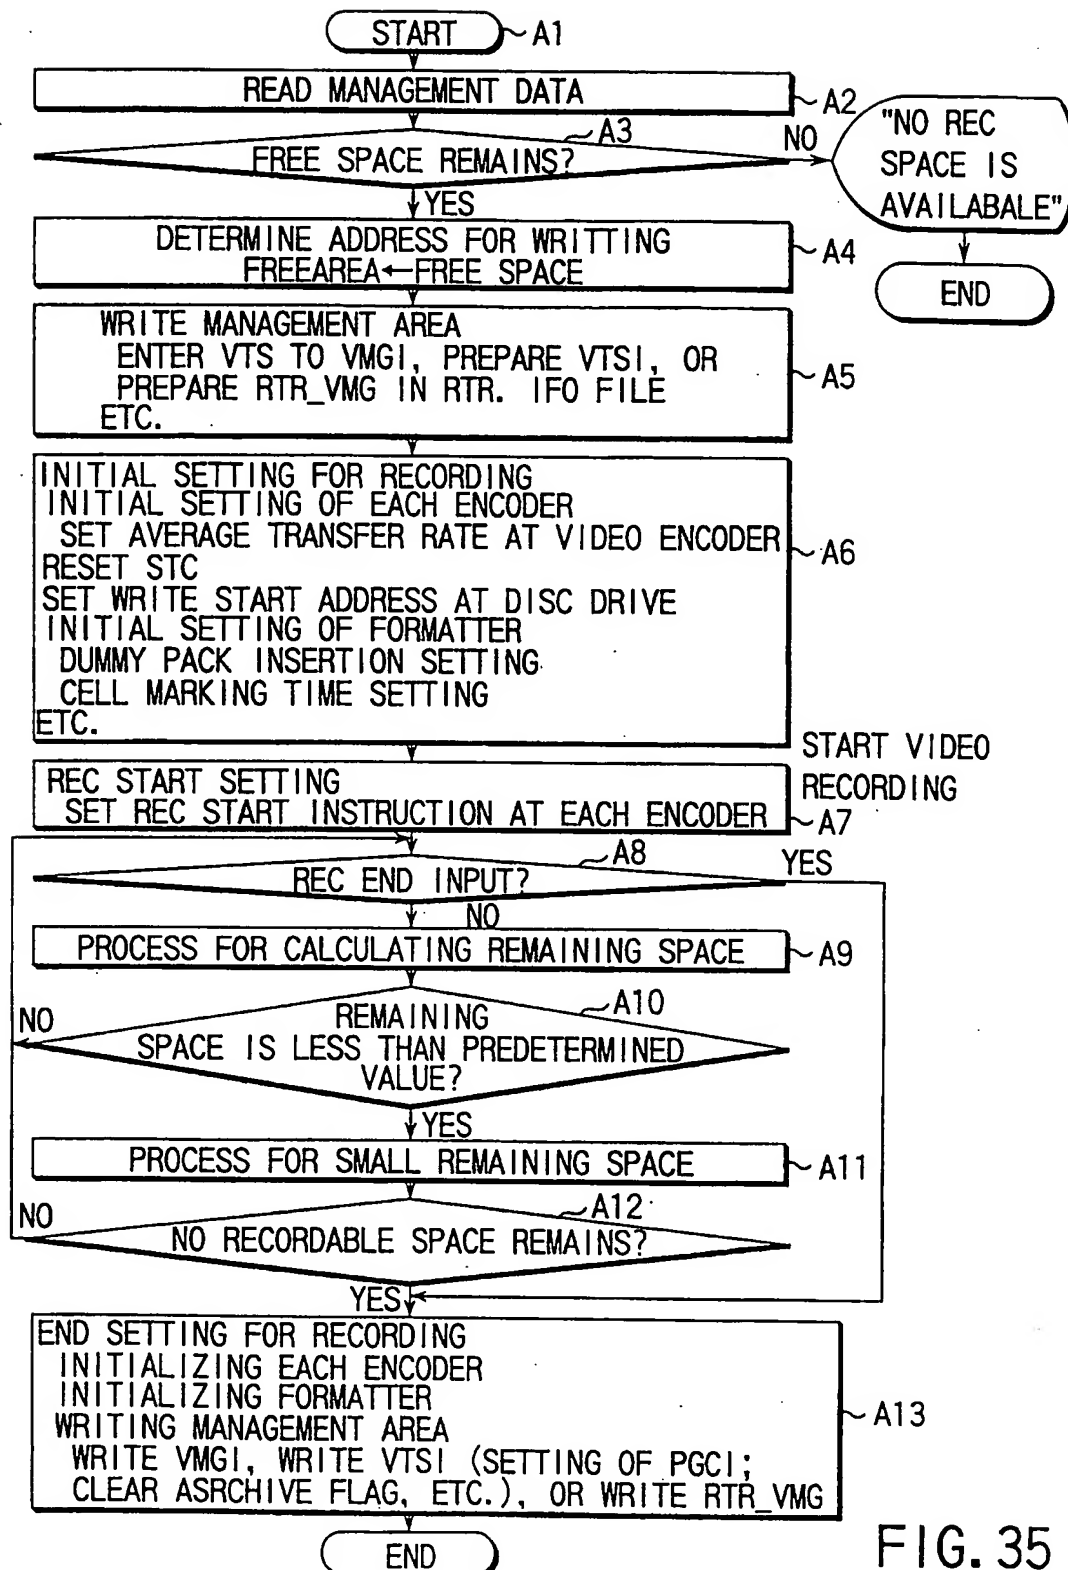 START
A1
READ MANAGEMENT DATA
A2
A3
FREE SPACE REMAINS?
NO
"NO REC
SPACE IS
AVAILABALE"
END
YES
DETERMINE ADDRESS FOR WRITTING
FREEAREA←FREE SPACE
A4
WRITE MANAGEMENT AREA
ENTER VTS TO VMGI, PREPARE VTSI, OR
PREPARE RTR_VMG IN RTR. IFO FILE
ETC.
A5
INITIAL SETTING FOR RECORDING
INITIAL SETTING OF EACH ENCODER
SET AVERAGE TRANSFER RATE AT VIDEO ENCODER
RESET STC
SET WRITE START ADDRESS AT DISC DRIVE
INITIAL SETTING OF FORMATTER
DUMMY PACK INSERTION SETTING
CELL MARKING TIME SETTING
ETC.
A6
START VIDEO
RECORDING
REC START SETTING
SET REC START INSTRUCTION AT EACH ENCODER
A7
A8
REC END INPUT?
YES
NO
PROCESS FOR CALCULATING REMAINING SPACE
A9
A10
REMAINING
SPACE IS LESS THAN PREDETERMINED
VALUE?
NO
YES
PROCESS FOR SMALL REMAINING SPACE
A11
A12
NO RECORDABLE SPACE REMAINS?
NO
YES
END SETTING FOR RECORDING
INITIALIZING EACH ENCODER
INITIALIZING FORMATTER
WRITING MANAGEMENT AREA
WRITE VMGI, WRITE VTSI (SETTING OF PGCI;
CLEAR ASRCHIVE FLAG, ETC.), OR WRITE RTR_VMG
A13
END
FIG. 35